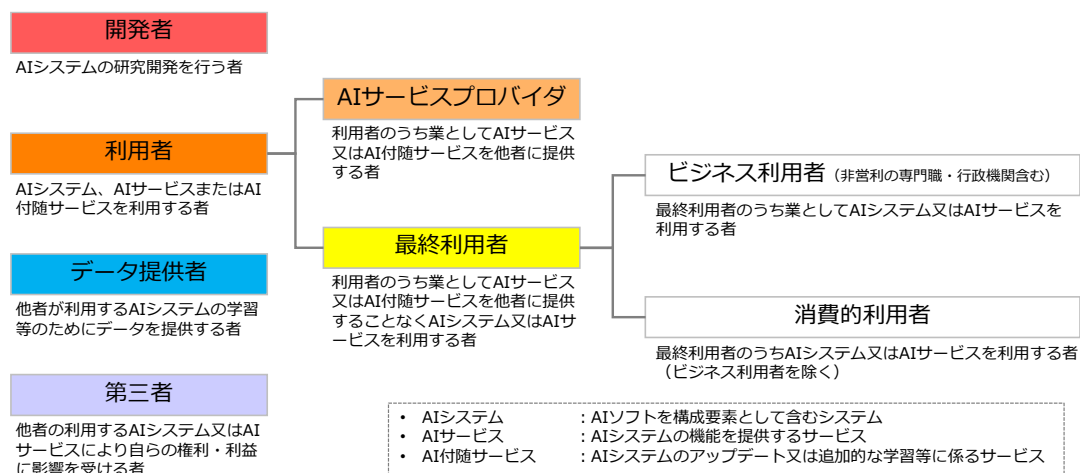 開発者
AIシステムの研究開発を行う者
利用者
AIシステム、AIサービスまたはAI
付随サービスを利用する者
データ提供者
他者が利用するAIシステムの学習
等のためにデータを提供する者
第三者
他者の利用するAIシステム又はAI
サービスにより自らの権利・利益
に影響を受ける者
AIサービスプロバイダ
利用者のうち業としてAIサービス
又はAI付随サービスを他者に提供
する者
最終利用者
利用者のうち業としてAIサービス
又はAI付随サービスを他者に提供
することなくAIシステム又はAIサ
ービスを利用する者
ビジネス利用者（非営利の専門職・行政機関含む）
最終利用者のうち業としてAIシステム又はAIサービスを
利用する者
消費的利用者
最終利用者のうちAIシステム又はAIサービスを利用する者
（ビジネス利用者を除く）
• AIシステム ：AIソフトを構成要素として含むシステム
• AIサービス ：AIシステムの機能を提供するサービス
• AI付随サービス ：AIシステムのアップデート又は追加的な学習等に係るサービス